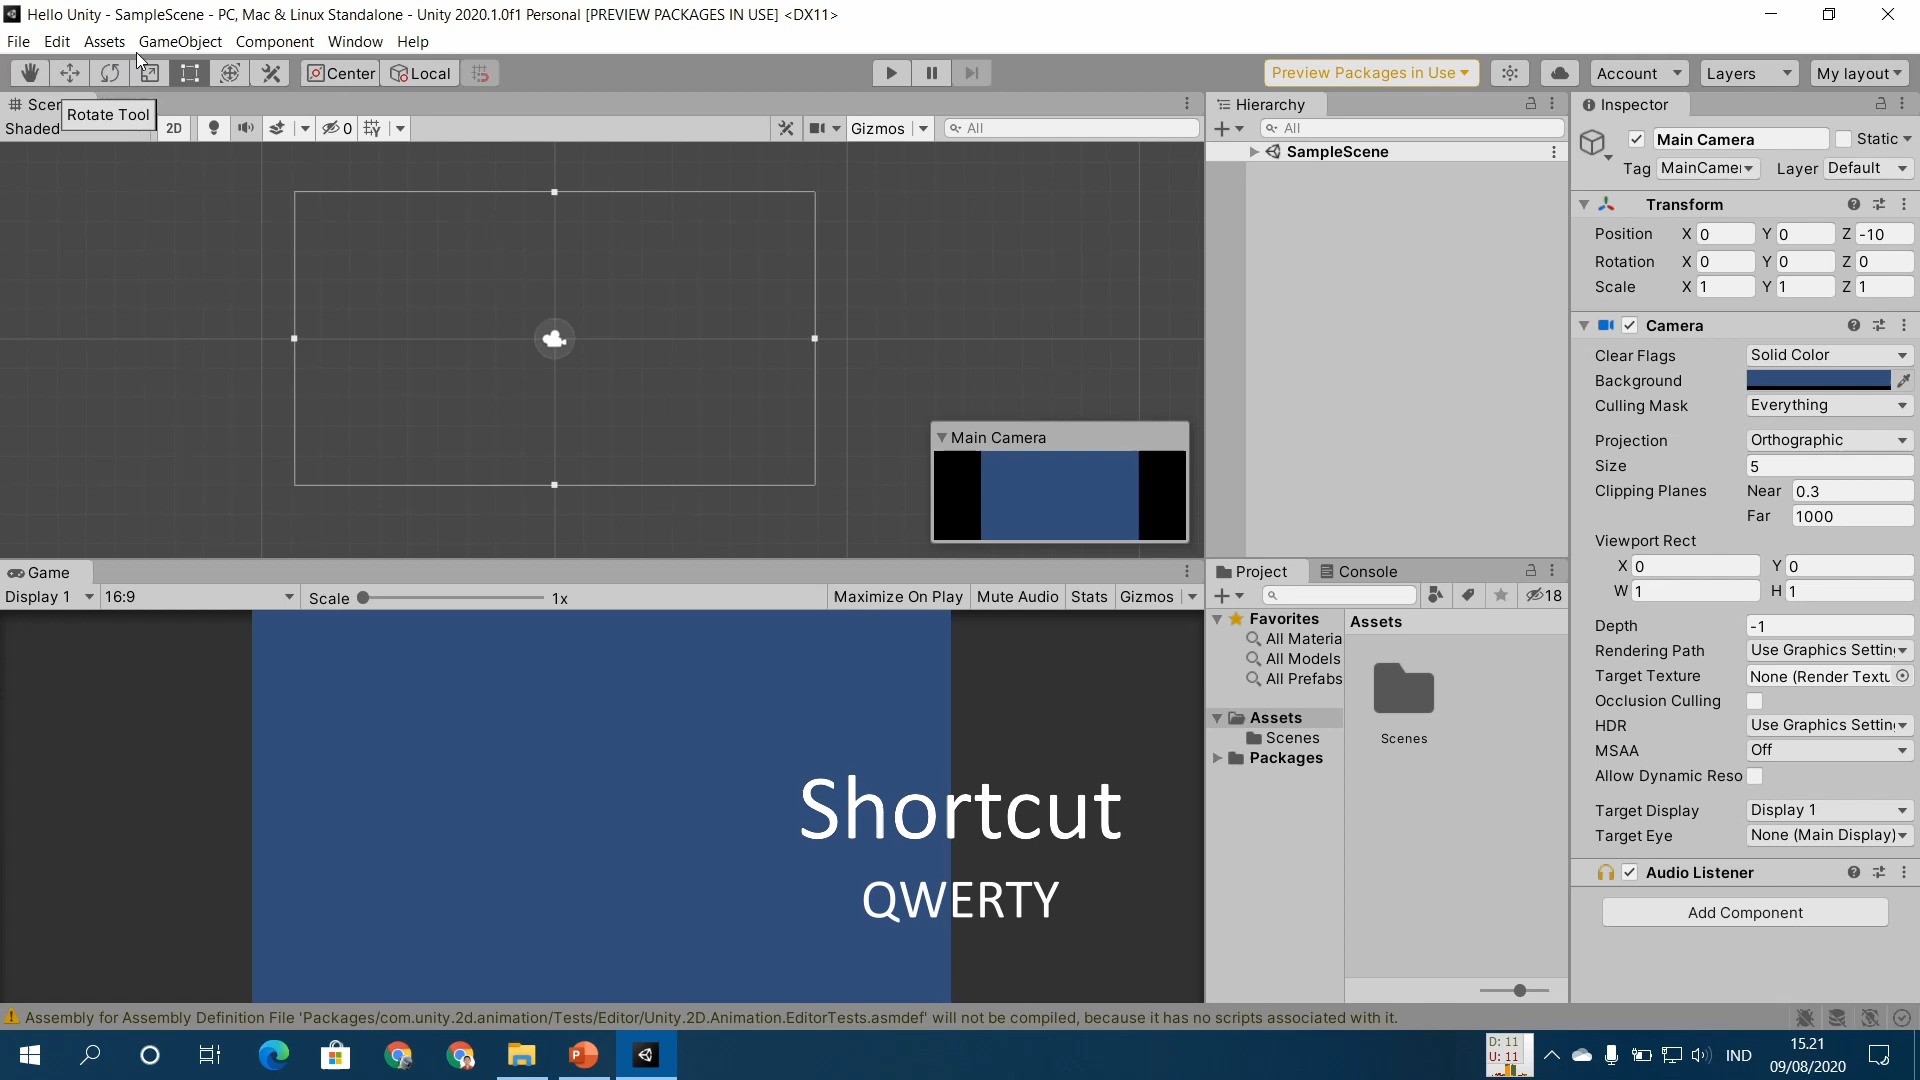 Hello Unity - SampleScene - PC, Mac & Linux Standalone - Unity 2020.1.0f1 Personal [PREVIEW PACKAGES IN USE] <DX11>
File Edit Assets GameObject Component Window Help
Center Local Preview Packages in Use Account Layers My layout
Rotate Tool
Shaded 2D 0 Gizmos All
Hierarchy
All
SampleScene
Inspector
Main Camera Static
Tag Layer Default
Transform
Position X 0 Y 0 Z -10
Rotation X 0 Y 0 Z 0
Scale X 1 Y 1 Z 1
Camera
Clear Flags Solid Color
Background
Culling Mask Everything
Projection Orthographic
Size 5
Clipping Planes Near 0.3
Far 1000
Viewport Rect
X 0 Y 0
W 1 H 1
Depth -1
Rendering Path Use Graphics Settin
Target Texture None (Render Textu
Occlusion Culling
HDR Use Graphics Settin
MSAA Off
Allow Dynamic Reso
Target Display Display 1
Target Eye None (Main Display)
Audio Listener
Add Component
Main Camera
Game
Display 1 16:9 Scale 1x Maximize On Play Mute Audio Stats Gizmos
Project Console
18
Favorites
All Materia
All Models
All Prefabs
Assets
Scenes
Packages
Assets
Scenes
Shortcut
QWERTY
Assembly for Assembly Definition File 'Packages/com.unity.2d.animation/Tests/Editor/Unity.2D.Animation.EditorTests.asmdef' will not be compiled, because it has no scripts associated with it.
D: 11
U: 11
IND
15.21
09/08/2020